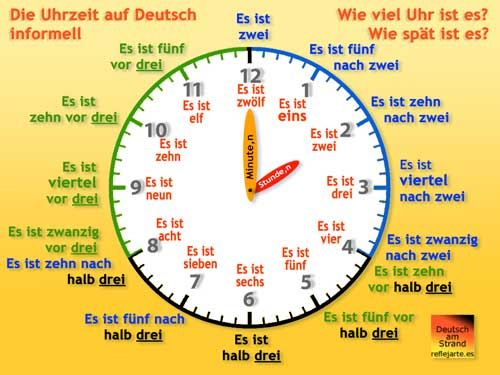 Die Uhrzeit auf Deutsch
informell
Es ist
zwei
Wie viel Uhr ist es?
Wie spät ist es?
Es ist fünf
vor drei
Es ist fünf
nach zwei
Es ist
zehn vor drei
Es ist zehn
nach zwei
Es ist
viertel
vor drei
Es ist
viertel
nach zwei
Es ist zwanzig
vor drei
Es ist zehn nach
halb drei
Es ist zwanzig
nach zwei
Es ist zehn
vor halb drei
Es ist fünf nach
halb drei
Es ist
halb drei
Es ist fünf vor
halb drei
12
Es ist
zwölf
1
Es ist
eins
2
Es ist
zwei
3
Es ist
drei
4
Es ist
vier
5
Es ist
fünf
6
Es ist
sechs
7
Es ist
sieben
8
Es ist
acht
9
Es ist
neun
10
Es ist
zehn
11
Es ist
elf
Minute,n
Stunde,n
Deutsch
am
Strand
reflejarte.es